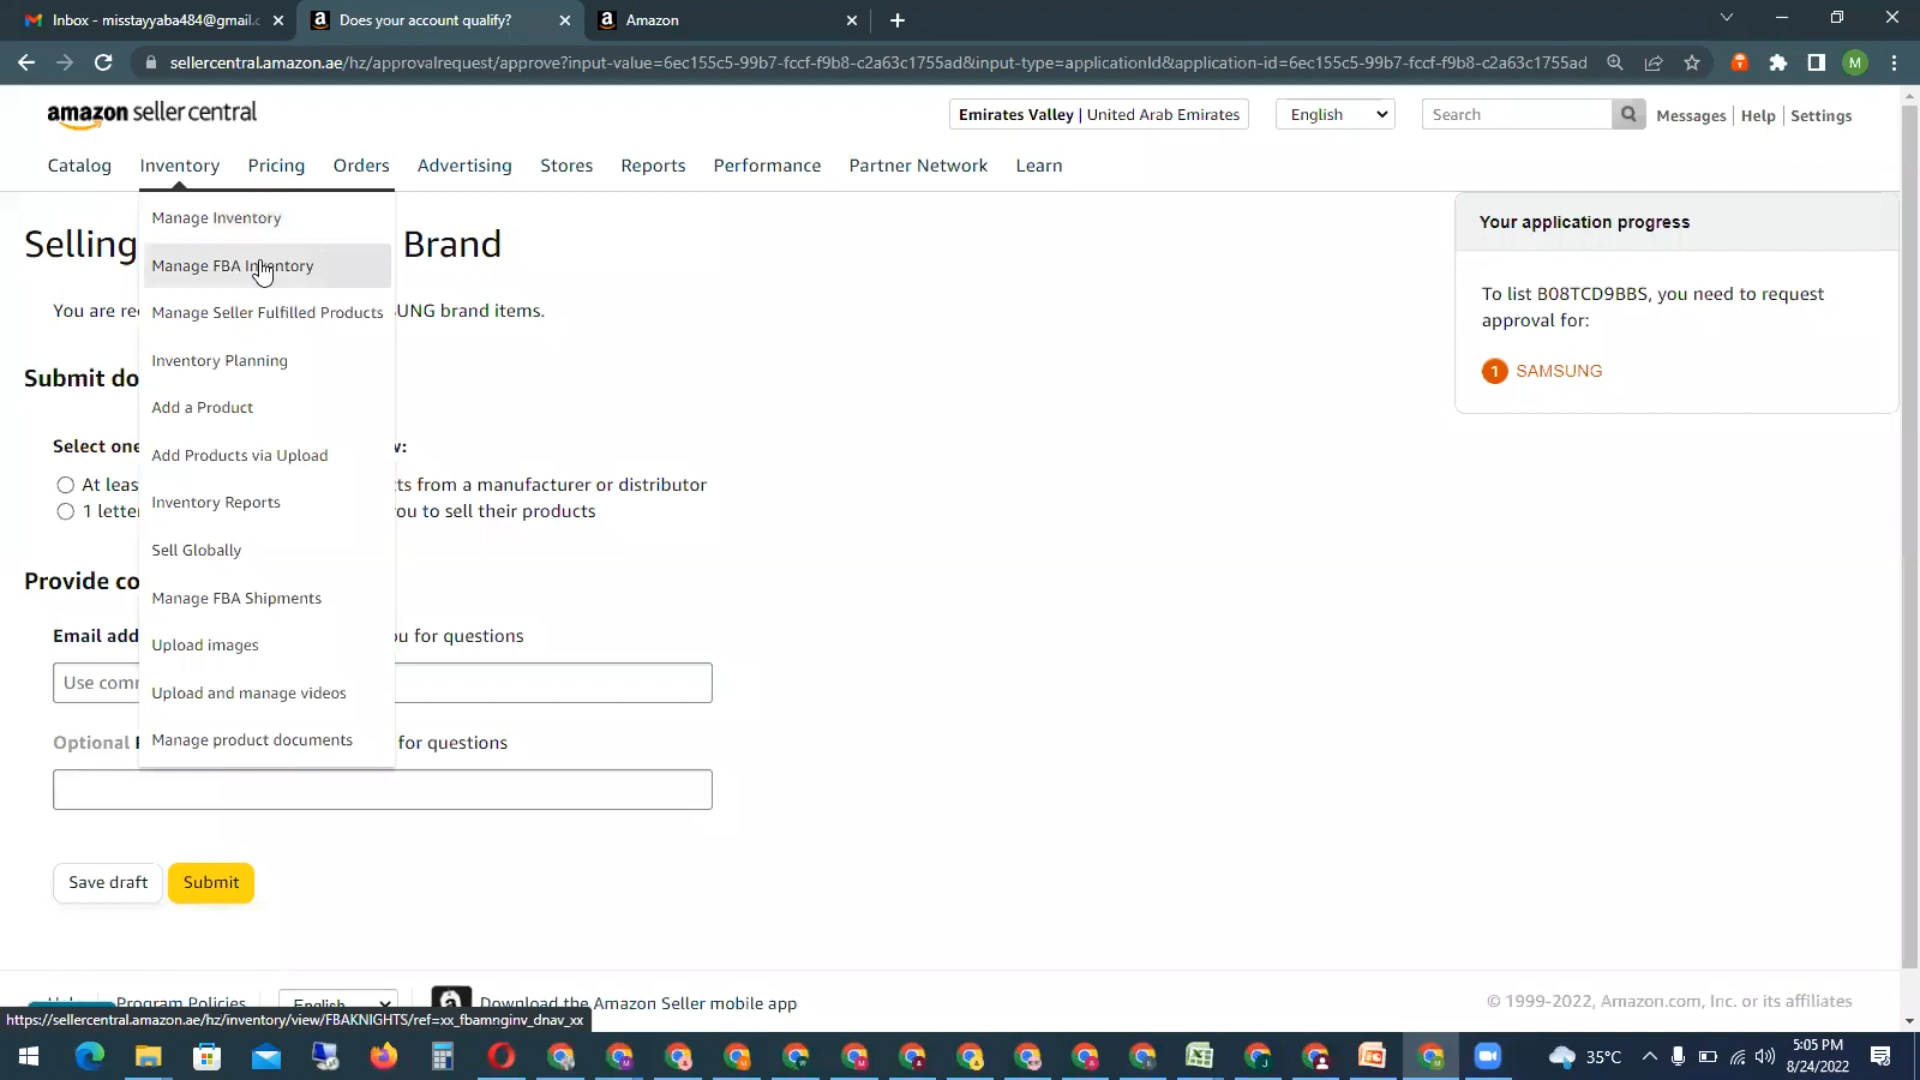 Inbox - misstayyaba484@gmail.c
Does your account qualify?
Amazon
sellercentral.amazon.ae/hz/approvalrequest/approve?input-value=6ec155c5-99b7-fccf-f9b8-c2a63c1755ad&input-type=applicationId&application-id=6ec155c5-99b7-fccf-f9b8-c2a63c1755ad
M
amazon seller central
Emirates Valley | United Arab Emirates
English
Search
Messages | Help | Settings
Catalog Inventory Pricing Orders Advertising Stores Reports Performance Partner Network Learn
Manage Inventory
Manage FBA Inventory
Manage Seller Fulfilled Products
Inventory Planning
Add a Product
Add Products via Upload
Inventory Reports
Sell Globally
Manage FBA Shipments
Upload images
Upload and manage videos
Manage product documents
Selling Brand
You are UNG brand items.
Submit do
Select one w:
At leas ts from a manufacturer or distributor
1 lette ou to sell their products
Provide co
Email add u for questions
Use com
Optional for questions
Save draft Submit
Your application progress
To list B08TCD9BBS, you need to request
approval for:
1 SAMSUNG
Help Program Policies English Download the Amazon Seller mobile app
© 1999-2022, Amazon.com, Inc. or its affiliates
https://sellercentral.amazon.ae/hz/inventory/view/FBAKNIGHTS/ref=xx_fbamnginv_dnav_xx
35°C
5:05 PM
8/24/2022